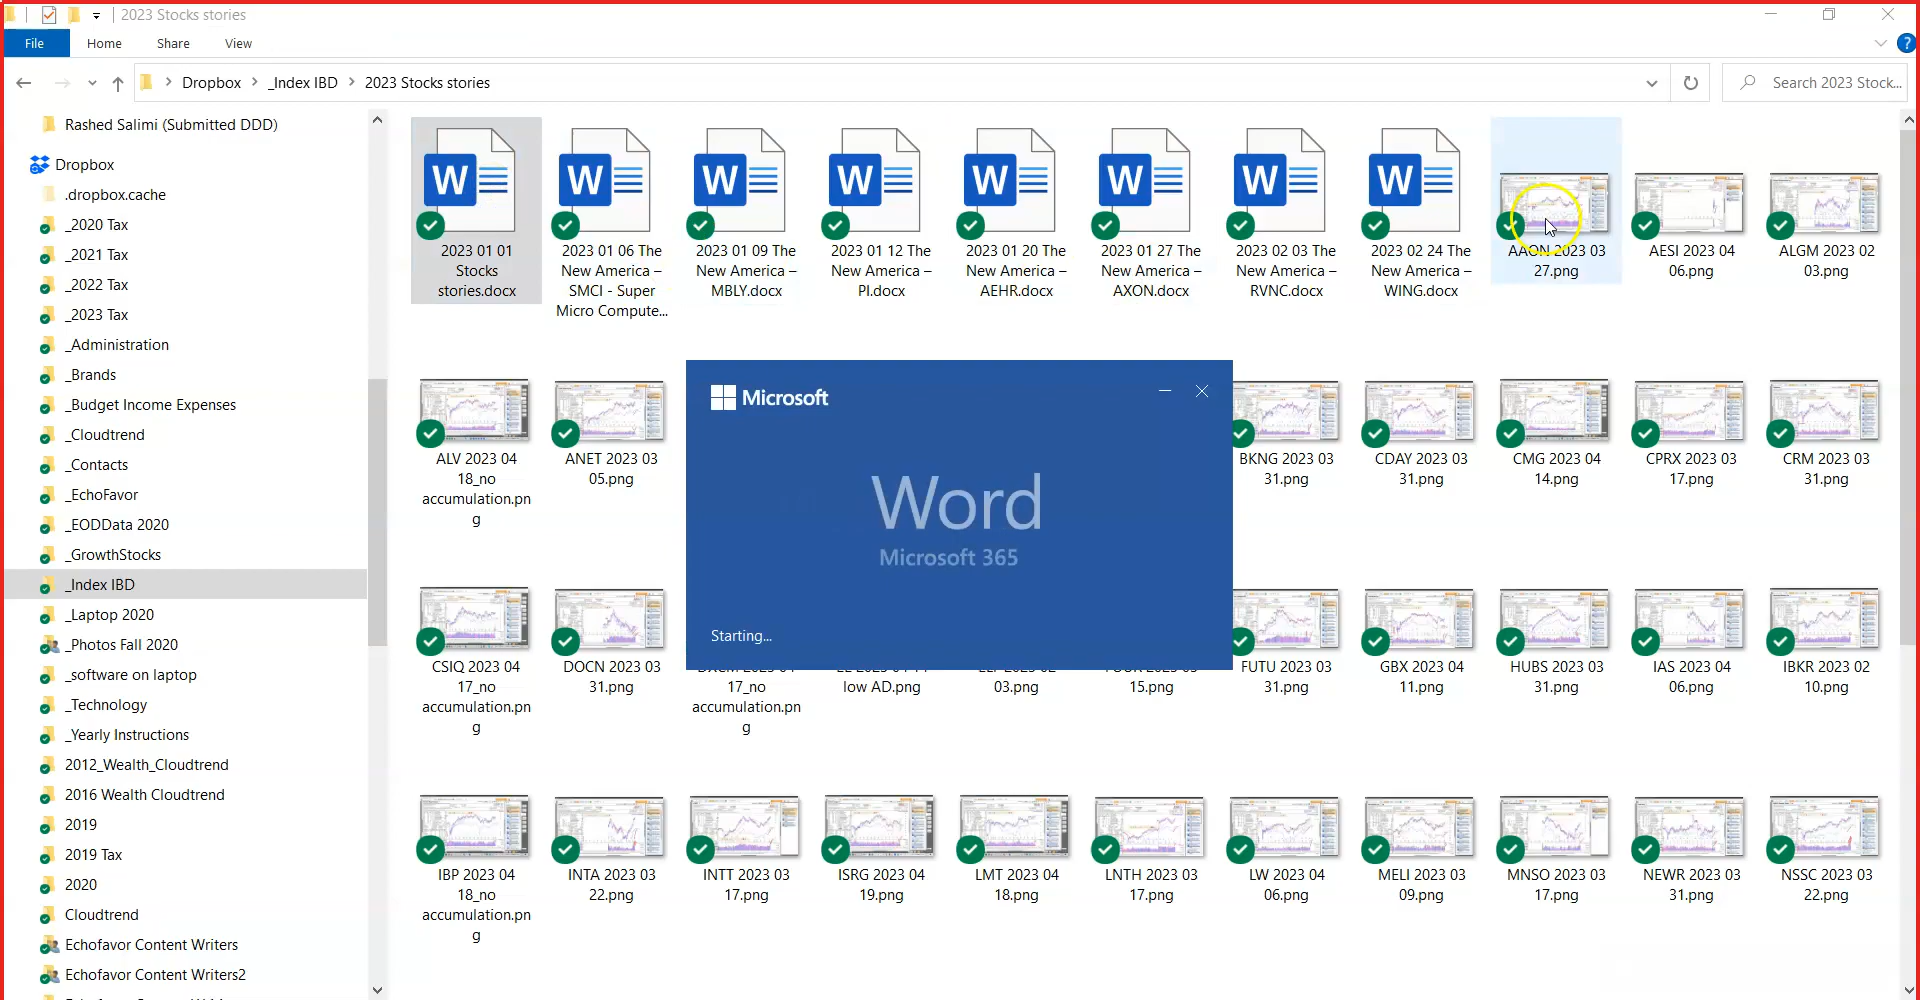 2023 Stocks stories
File
Home
Share
View
?
Dropbox
_Index IBD
2023 Stocks stories
Search 2023 Stock...
Rashed Salimi (Submitted DDD)
Dropbox
.dropbox.cache
_2020 Tax
_2021 Tax
_2022 Tax
_2023 Tax
_Administration
_Brands
_Budget Income Expenses
_Cloudtrend
_Contacts
_EchoFavor
_EODData 2020
_GrowthStocks
_Index IBD
_Laptop 2020
_Photos Fall 2020
_software on laptop
_Technology
_Yearly Instructions
2012_Wealth_Cloudtrend
2016 Wealth Cloudtrend
2019
2019 Tax
2020
Cloudtrend
Echofavor Content Writers
Echofavor Content Writers2
W
2023 01 01
Stocks
stories.docx
W
2023 01 06 The
New America –
SMCI - Super
Micro Compute...
W
2023 01 09 The
New America –
MBLY.docx
W
2023 01 12 The
New America –
PI.docx
W
2023 01 20 The
New America –
AEHR.docx
W
2023 01 27 The
New America –
AXON.docx
W
2023 02 03 The
New America –
RVNC.docx
W
2023 02 24 The
New America –
WING.docx
AAON 2023 03
27.png
AESI 2023 04
06.png
ALGM 2023 02
03.png
ALV 2023 04
18_no
accumulation.pn
g
ANET 2023 03
05.png
Microsoft
Word
Microsoft 365
Starting...
BKNG 2023 03
31.png
CDAY 2023 03
31.png
CMG 2023 04
14.png
CPRX 2023 03
17.png
CRM 2023 03
31.png
CSIQ 2023 04
17_no
accumulation.pn
g
DOCN 2023 03
31.png
17_no
accumulation.pn
g
low AD.png
03.png
15.png
FUTU 2023 03
31.png
GBX 2023 04
11.png
HUBS 2023 03
31.png
IAS 2023 04
06.png
IBKR 2023 02
10.png
IBP 2023 04
18_no
accumulation.pn
g
INTA 2023 03
22.png
INTT 2023 03
17.png
ISRG 2023 04
19.png
LMT 2023 04
18.png
LNTH 2023 03
17.png
LW 2023 04
06.png
MELI 2023 03
09.png
MNSO 2023 03
17.png
NEWR 2023 03
31.png
NSSC 2023 03
22.png